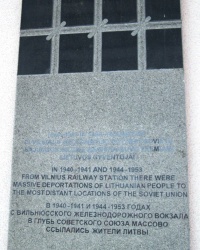 LIETUVOS GYVENTOJAI
IN 1940-1941 AND 1944-1953
FROM VILNIUS RAILWAY STATION THERE WERE
MASSIVE DEPORTATIONS OF LITHUANIAN PEOPLE TO
THE MOST DISTANT LOCATIONS OF THE SOVIET UNION
В 1940-1941 И 1944-1953 ГОДАХ
С ВИЛЬНЮССКОГО ЖЕЛЕЗНОДОРОЖНОГО ВОКЗАЛА
В ГЛУБЬ СОВЕТСКОГО СОЮЗА МАССОВО
ССЫЛАЛИСЬ ЖИТЕЛИ ЛИТВЫ